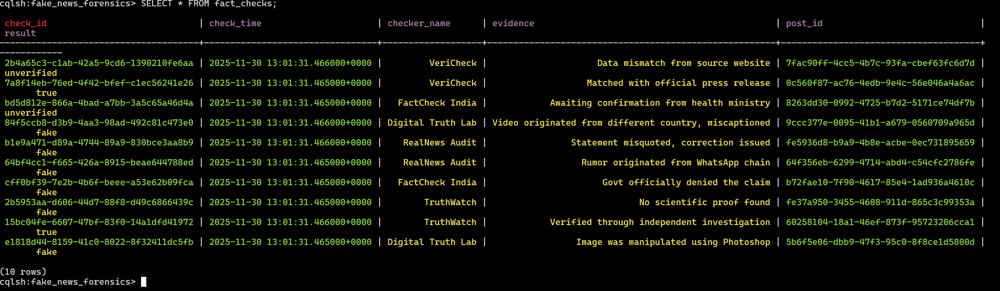 cqlsh:fake_news_forensics> SELECT * FROM fact_checks;
check_id | check_time | checker_name | evidence | post_id |
result
--------------------------------------+---------------------------------+-------------------+-------------------------------------------------------+--------------------------------------+
------------
2b4a65c3-c1ab-42a5-9cd6-1390210fe6aa | 2025-11-30 13:01:31.466000+0000 | VeriCheck | Data mismatch from source website | 7fac90ff-4cc5-4b7c-93fa-cbef63fc6d7d |
unverified
7a8f14eb-76ed-4f42-bfef-c1ec56241e26 | 2025-11-30 13:01:31.465000+0000 | VeriCheck | Matched with official press release | 0c560f87-ac76-4edb-9e4c-56e046a4a6ac |
true
bd5d812e-866a-4bad-a7bb-3a5c65a46d4a | 2025-11-30 13:01:31.465000+0000 | FactCheck India | Awaiting confirmation from health ministry | 8263dd30-0992-4725-b7d2-5171ce74df7b |
unverified
84f5ccb8-d3b9-4aa3-98ad-492c81c473e0 | 2025-11-30 13:01:31.466000+0000 | Digital Truth Lab | Video originated from different country, miscaptioned | 9ccc377e-0095-41b1-a679-0560709a965d |
fake
b1e9a471-d89a-4744-89a9-830bce3aa8b9 | 2025-11-30 13:01:31.466000+0000 | RealNews Audit | Statement misquoted, correction issued | fe5936d8-b9a9-4b8e-acbe-0ec731895659 |
fake
64bf4cc1-f665-426a-8915-beae644788ed | 2025-11-30 13:01:31.465000+0000 | RealNews Audit | Rumor originated from WhatsApp chain | 64f356eb-6299-4714-abd4-c54cfc2786fe |
fake
cff0bf39-7e2b-4b6f-beee-a53e62b09fca | 2025-11-30 13:01:31.465000+0000 | FactCheck India | Govt officially denied the claim | b72fae10-7f90-4617-85e4-1ad936a4610c |
fake
2b5953aa-d606-44d7-88f8-d49c6866439c | 2025-11-30 13:01:31.465000+0000 | TruthWatch | No scientific proof found | fe37a950-3455-4608-911d-865c3c99353a |
fake
15bc04fe-6607-47bf-83f0-14a1dfd41972 | 2025-11-30 13:01:31.466000+0000 | TruthWatch | Verified through independent investigation | 60258104-18a1-46ef-873f-95723206cca1 |
true
e1818d44-8159-41c0-8022-8f32411dc5fb | 2025-11-30 13:01:31.465000+0000 | Digital Truth Lab | Image was manipulated using Photoshop | 5b6f5e06-dbb9-47f3-95c0-8f8ce1d5800d |
fake
(10 rows)
cqlsh:fake_news_forensics>